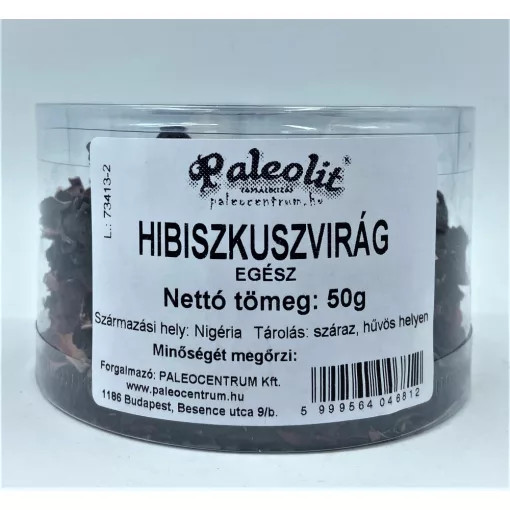 Paleolit®
TÁPLÁLKOZÁS
paleocentrum.hu
L.: 73413-2
HIBISZKUSZVIRÁG
EGÉSZ
Nettó tömeg: 50g
Származási hely: Nigéria Tárolás: száraz, hűvös helyen
Minőségét megőrzi:
Forgalmazó: PALEOCENTRUM Kft.
www.paleocentrum.hu
1186 Budapest, Besence utca 9/b.
5 999564 046812